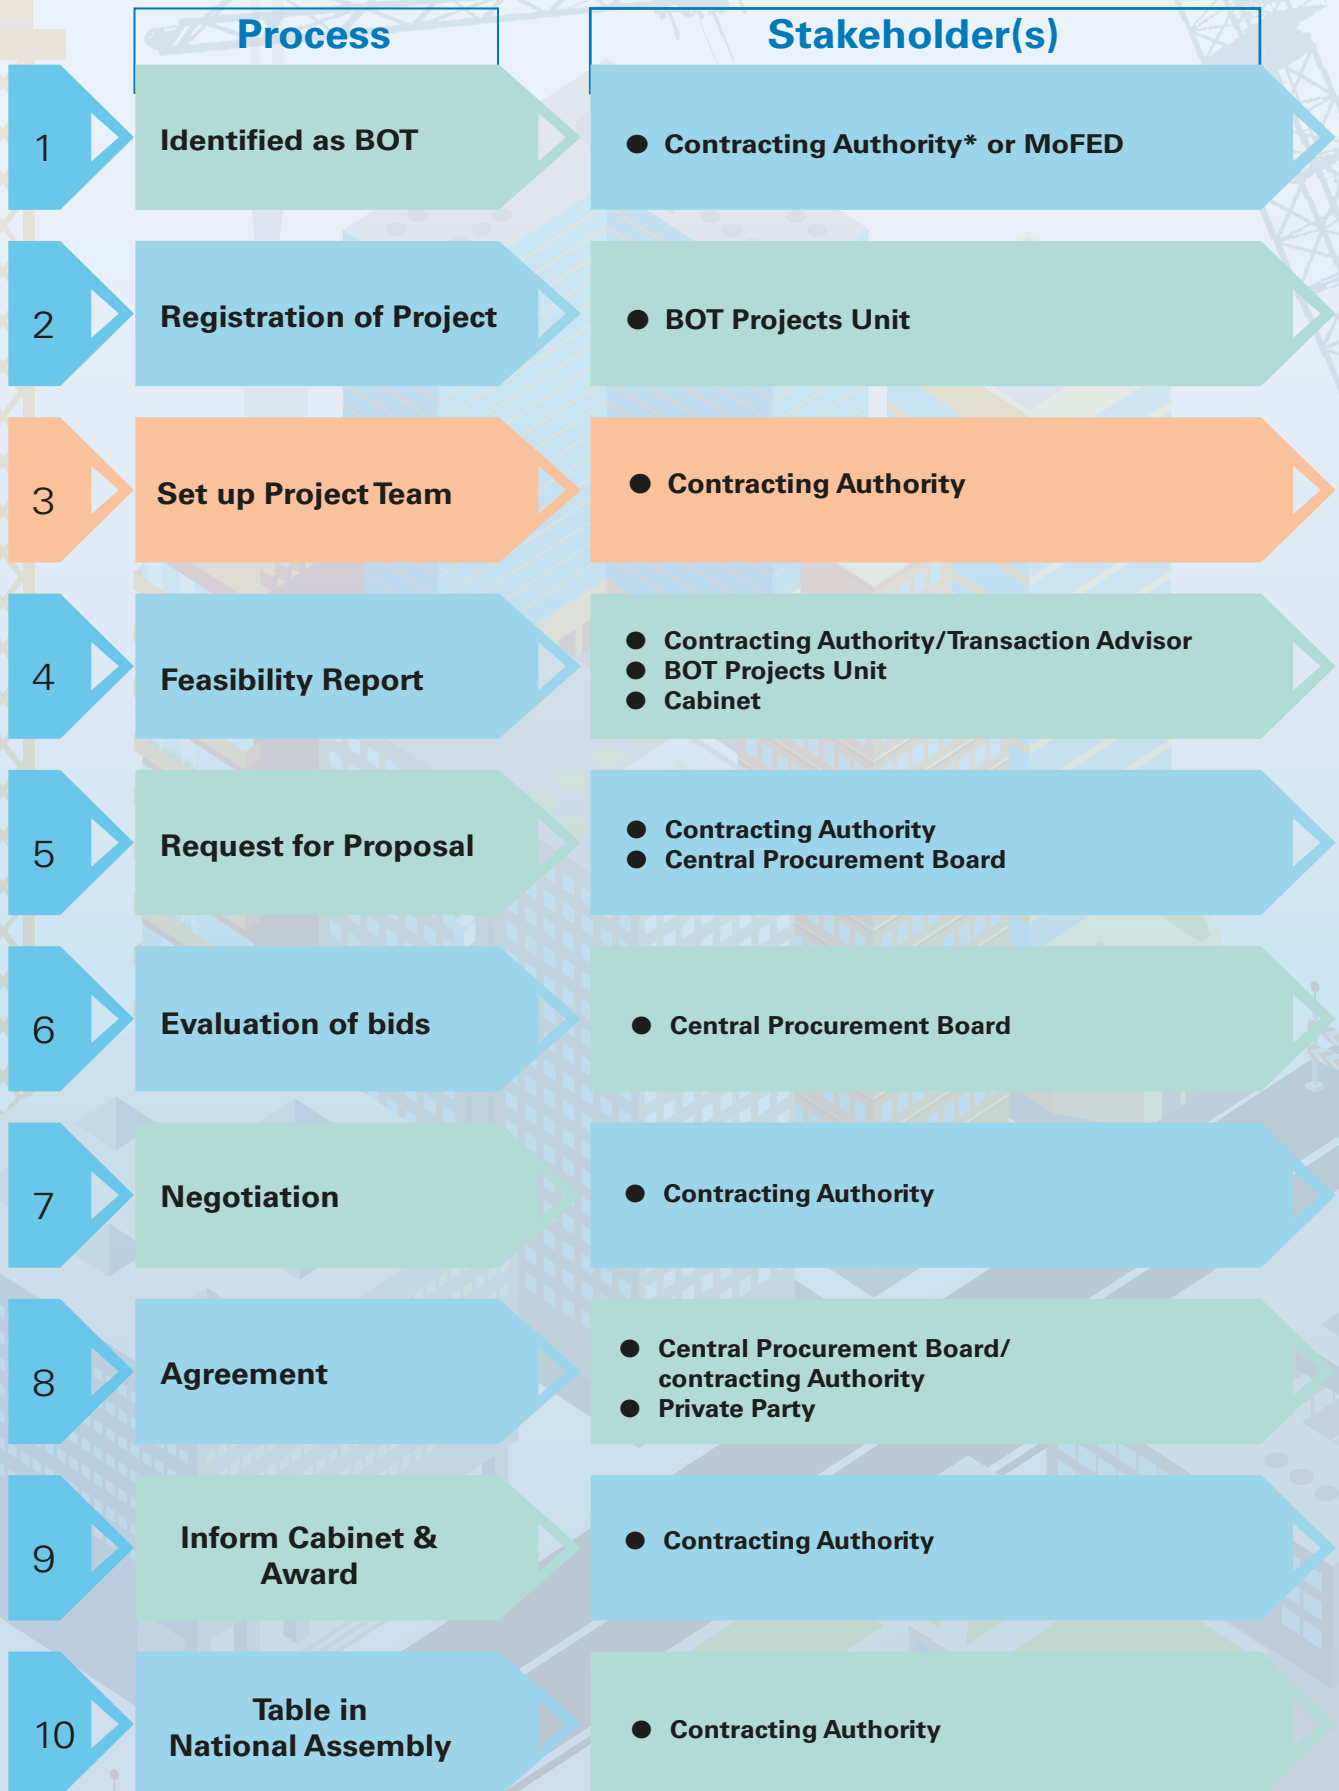 Process
Stakeholder(s)
1
Identified as BOT
● Contracting Authority* or MoFED
2
Registration of Project
● BOT Projects Unit
3
Set up Project Team
● Contracting Authority
4
Feasibility Report
● Contracting Authority/Transaction Advisor
● BOT Projects Unit
● Cabinet
5
Request for Proposal
● Contracting Authority
● Central Procurement Board
6
Evaluation of bids
● Central Procurement Board
7
Negotiation
● Contracting Authority
8
Agreement
● Central Procurement Board/
contracting Authority
● Private Party
9
Inform Cabinet &
Award
● Contracting Authority
10
Table in
National Assembly
● Contracting Authority